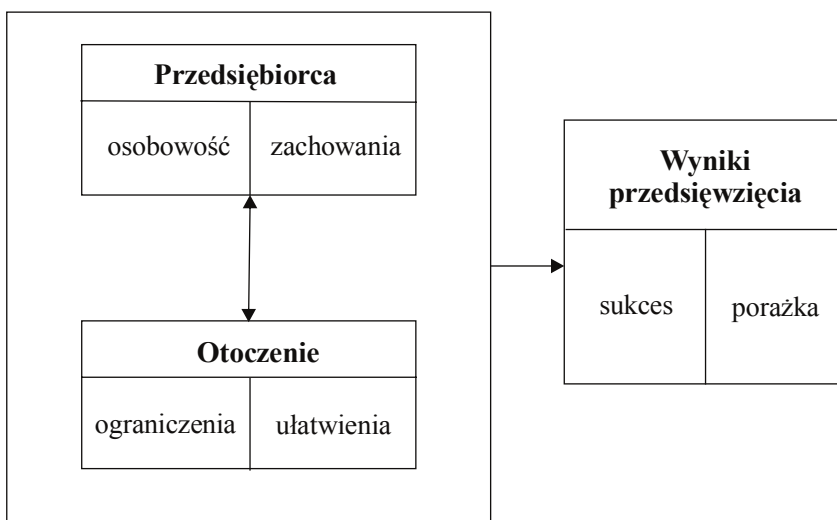 Przedsiębiorca
osobowość zachowania
Otoczenie
ograniczenia ułatwienia
Wyniki
przedsięwzięcia
sukces porażka